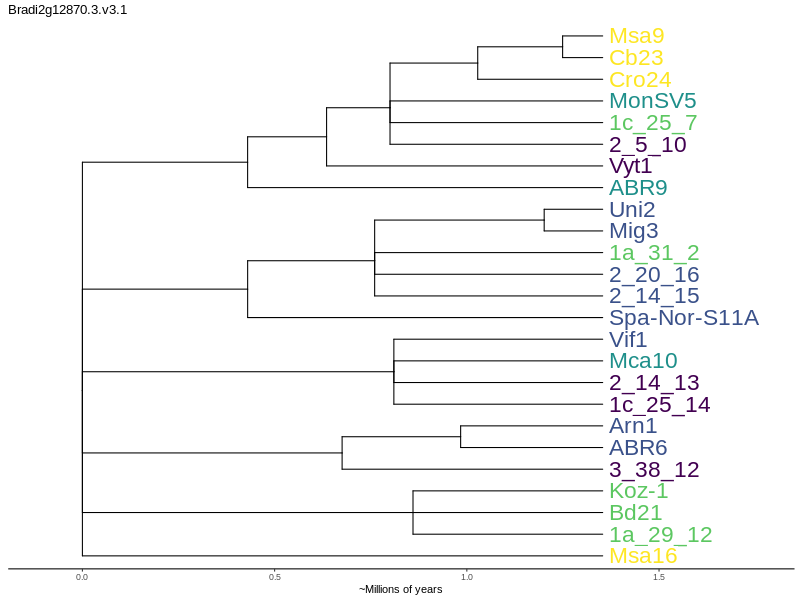 Bradi2g12870.3.v3.1
Msa9
Cb23
Cro24
MonSV5
1c_25_7
2_5_10
Vyt1
ABR9
Uni2
Mig3
1a_31_2
2_20_16
2_14_15
Spa-Nor-S11A
Vif1
Mca10
2_14_13
1c_25_14
Arn1
ABR6
3_38_12
Koz-1
Bd21
1a_29_12
Msa16
0.0 0.5 1.0 1.5
~Millions of years